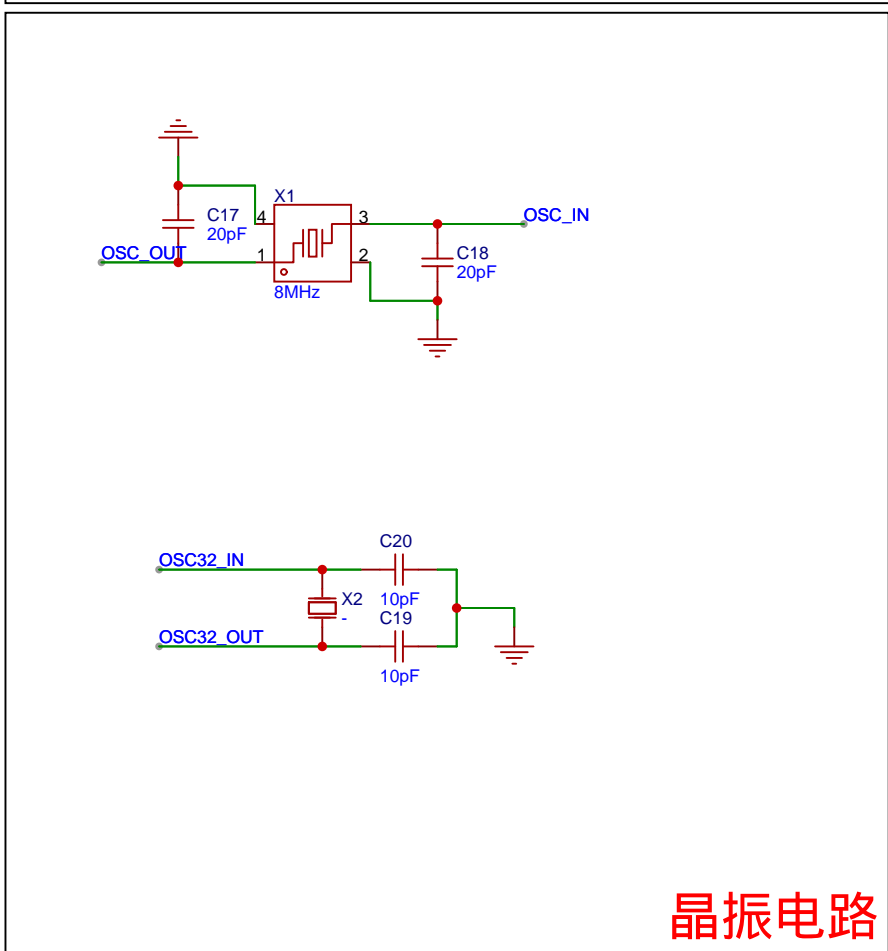 X1
C17
4
3
OSC_IN
20pF
OSC_OUT
1
2
C18
20pF
8MHz
C20
OSC32_IN
X2
10pF
-
C19
OSC32_OUT
10pF
晶振电路